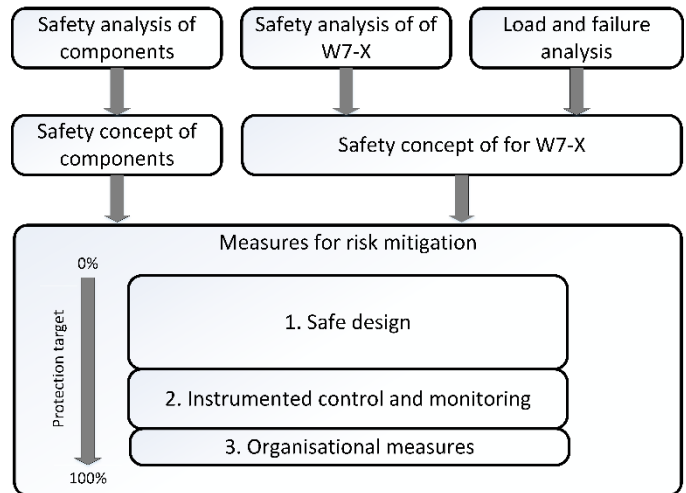 Safety analysis of
components
Safety analysis of of
W7-X
Load and failure
analysis
Safety concept of
components
Safety concept of for W7-X
Measures for risk mitigation
0%
Protection target
100%
1. Safe design
2. Instrumented control and monitoring
3. Organisational measures